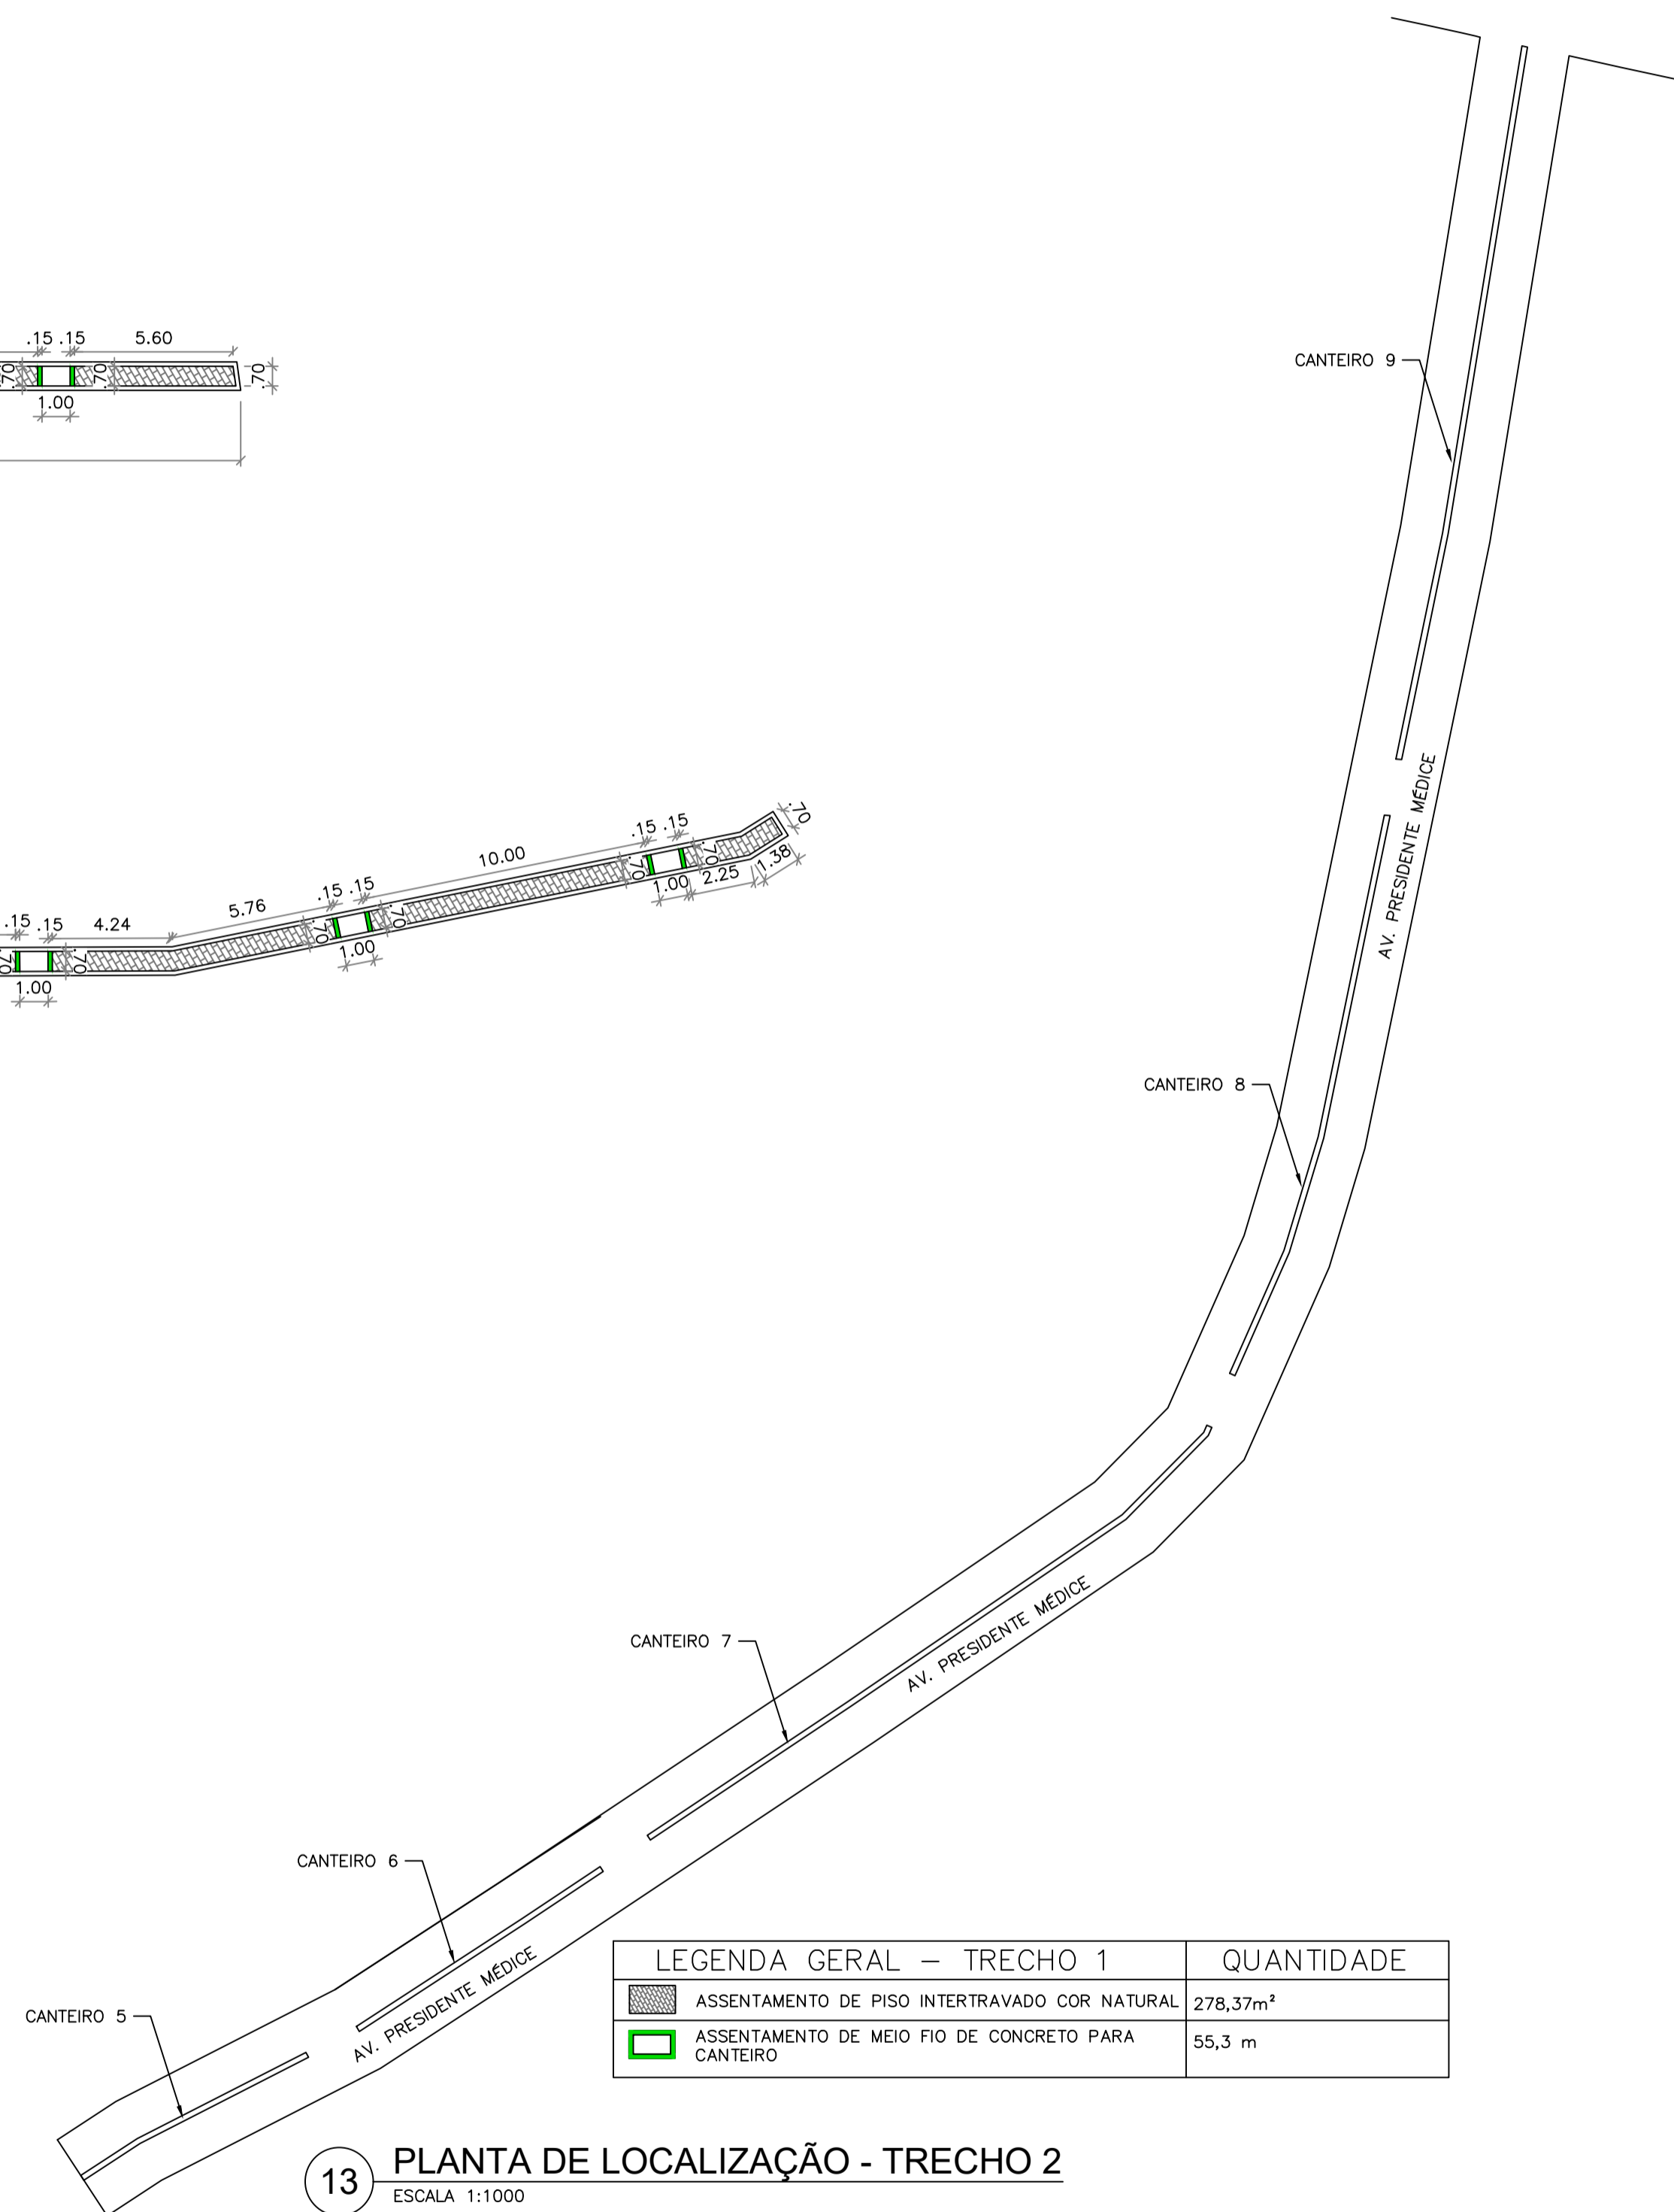 .15 .15 5.60
.70 .70 .70
1.00
CANTEIRO 9
.15 .15 4.24 5.76 .15 .15 10.00 .15 .15 .70
.70 .70 .70 .70 .70 .70
1.00 1.00 1.00 2.25 1.38
AV. PRESIDENTE MÉDICE
CANTEIRO 8
CANTEIRO 7
AV. PRESIDENTE MÉDICE
CANTEIRO 6
AV. PRESIDENTE MÉDICE
CANTEIRO 5
LEGENDA GERAL – TRECHO 1 QUANTIDADE
ASSENTAMENTO DE PISO INTERTRAVADO COR NATURAL 278,37m²
ASSENTAMENTO DE MEIO FIO DE CONCRETO PARA 55,3 m
CANTEIRO
13 PLANTA DE LOCALIZAÇÃO - TRECHO 2
ESCALA 1:1000